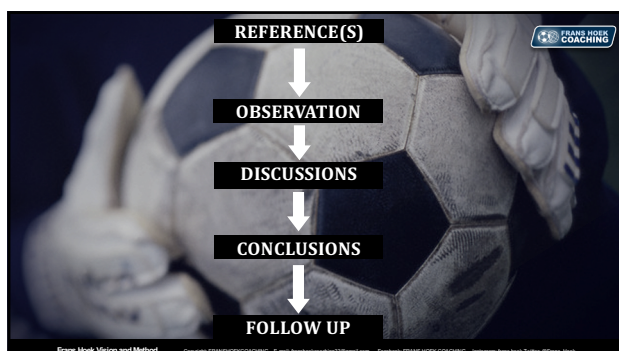 REFERENCE(S)
FRANS HOEK
COACHING
OBSERVATION
DISCUSSIONS
CONCLUSIONS
FOLLOW UP
Frans Hoek Vision and Method